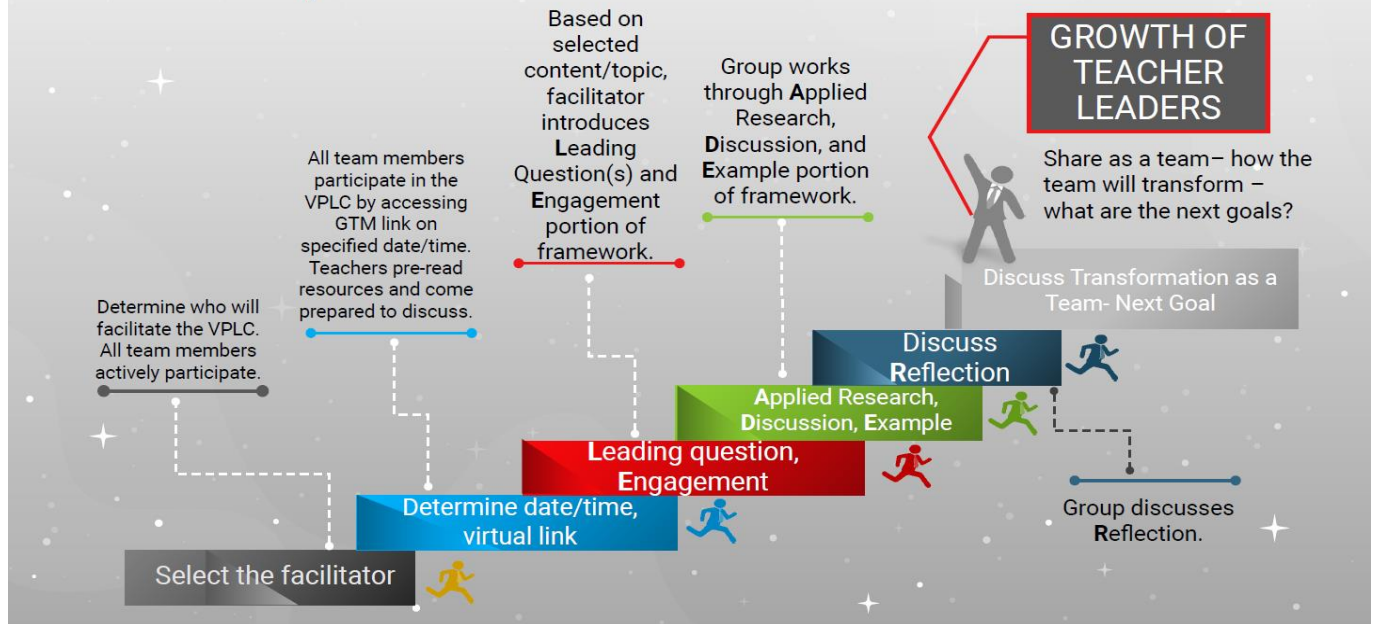 Based on
selected
content/topic,
facilitator
introduces
Leading
Question(s) and
Engagement
portion of
framework.
Group works
through Applied
Research,
Discussion, and
Example portion
of framework.
GROWTH OF
TEACHER
LEADERS
Share as a team– how the
team will transform –
what are the next goals?
All team members
participate in the
VPLC by accessing
GTM link on
specified date/time.
Teachers pre-read
resources and come
prepared to discuss.
Determine who will
facilitate the VPLC.
All team members
actively participate.
Discuss Transformation as a
Team- Next Goal
Discuss
Reflection
Applied Research,
Discussion, Example
Leading question,
Engagement
Determine date/time,
virtual link
Select the facilitator
Group discusses
Reflection.